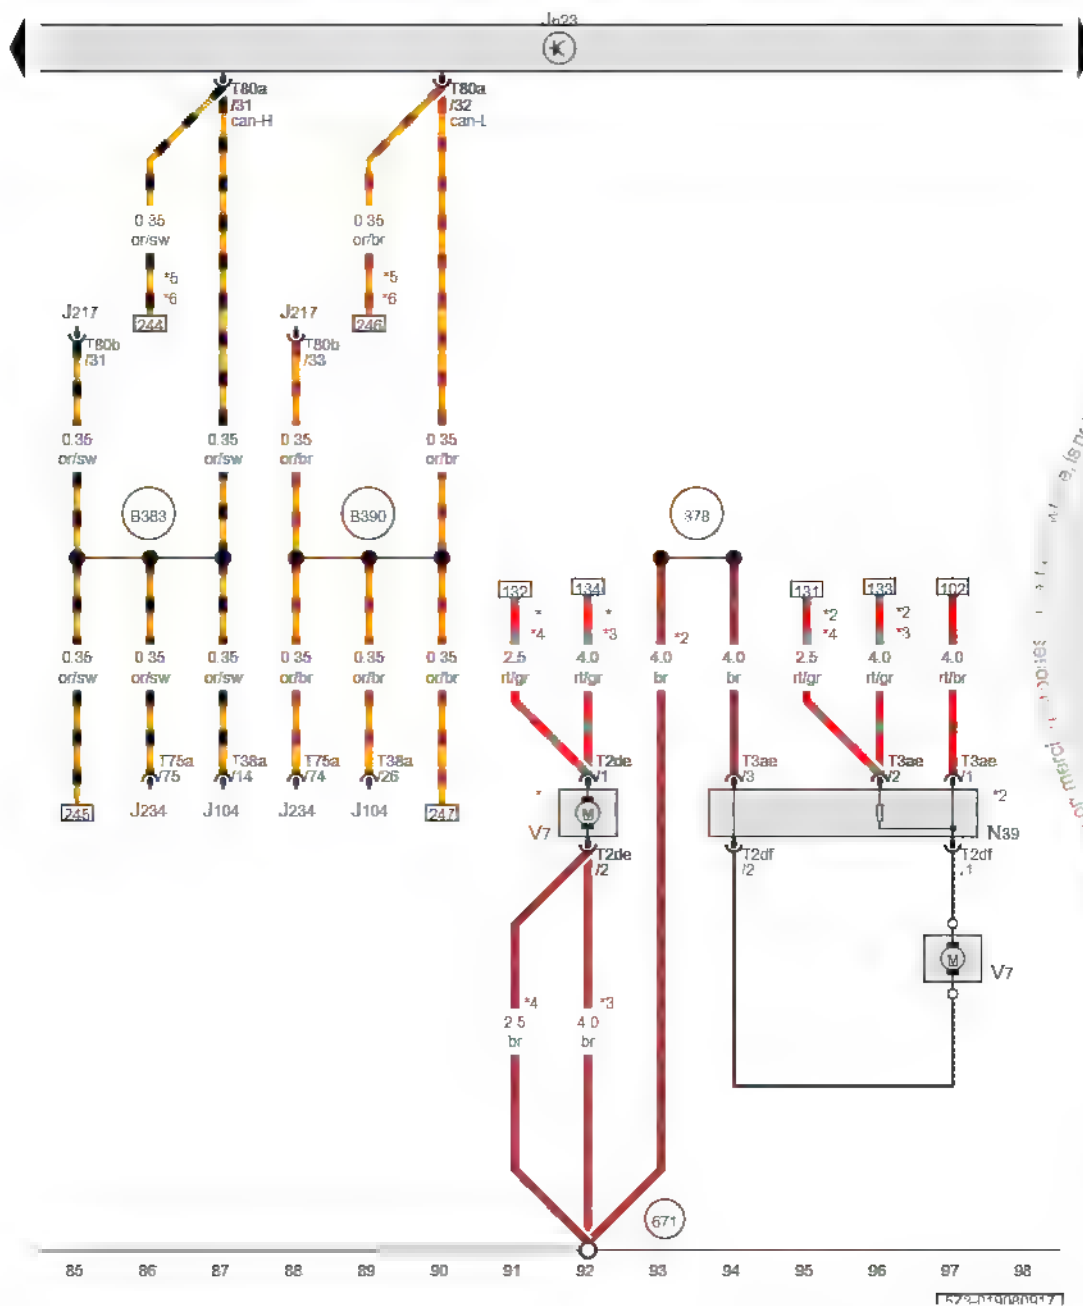 J623
K
T80a T80a
/31 /32
can-H can-L
0.35 0.35
or/sw or/br
*5 *5
*6 *6
J217 244 J217 246
T80b T80b
/31 /33
0.35 0.35 0.35 0.35
or/sw or/sw or/br or/br
B383 B390 378
132 134 131 133 102
* * *2 *2
*4 *3 *2 *4 *3
0.35 0.35 0.35 0.35 0.35 0.35 2.5 4.0 4.0 4.0 2.5 4.0 4.0
or/sw or/sw or/sw or/br or/br or/br rt/gr rt/gr br br rt/gr rt/gr rt/br
T75a T38a T75a T38a T2de T3ae T3ae T3ae
/75 /14 /74 /26 /1 /3 /2 /1
245 J234 J104 J234 J104 247
* M *2
V7 N39
T2de T2df T2df
/2 /2 /1
M V7
*4 *3
2.5 4.0
br br
671
85 86 87 88 89 90 91 92 93 94 95 96 97 98
573-019080917